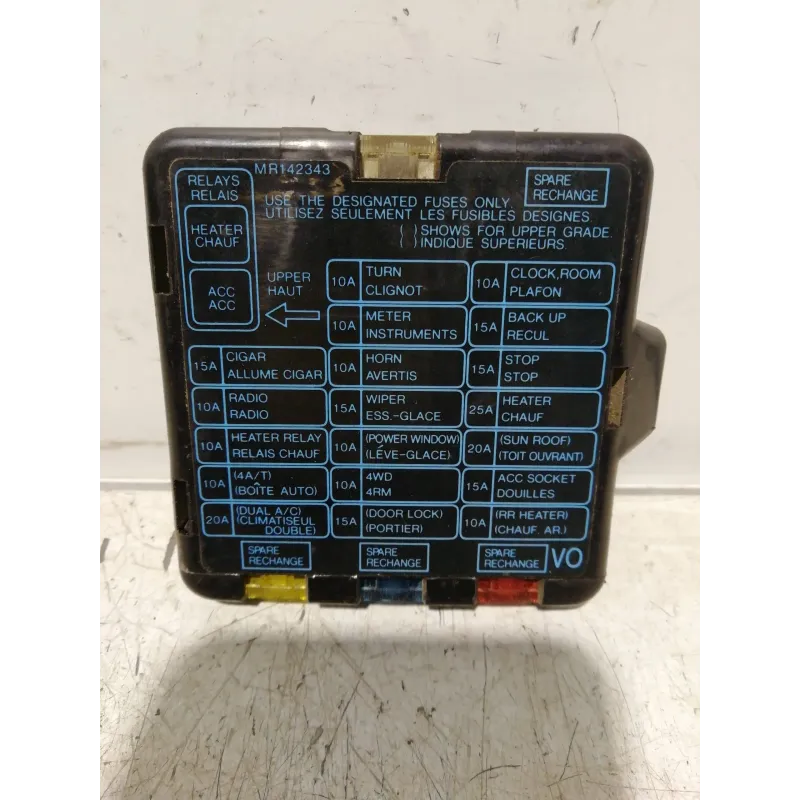 MR142343
RELAYS
RELAIS
HEATER
CHAUF
ACC
ACC
SPARE
RECHANGE
USE THE DESIGNATED FUSES ONLY.
UTILISEZ SEULEMENT LES FUSIBLES DESIGNES
( ) SHOWS FOR UPPER GRADE.
( ) INDIQUE SUPERIEURS.
UPPER
HAUT
10A TURN
CLIGNOT
10A CLOCK,ROOM
PLAFON
10A METER
INSTRUMENTS
15A BACK UP
RECUL
15A CIGAR
ALLUME CIGAR
10A HORN
AVERTIS
15A STOP
STOP
10A RADIO
RADIO
15A WIPER
ESS.-GLACE
25A HEATER
CHAUF
10A HEATER RELAY
RELAIS CHAUF
10A (POWER WINDOW)
(LÉVE-GLACE)
20A (SUN ROOF)
(TOIT OUVRANT)
10A (4A/T)
(BOÎTE AUTO)
10A 4WD
4RM
15A ACC SOCKET
DOUILLES
20A (DUAL A/C)
(CLIMATISEUL
DOUBLE)
15A (DOOR LOCK)
(PORTIER)
10A (RR HEATER)
(CHAUF. AR.)
SPARE
RECHANGE
SPARE
RECHANGE
SPARE
RECHANGE
VO